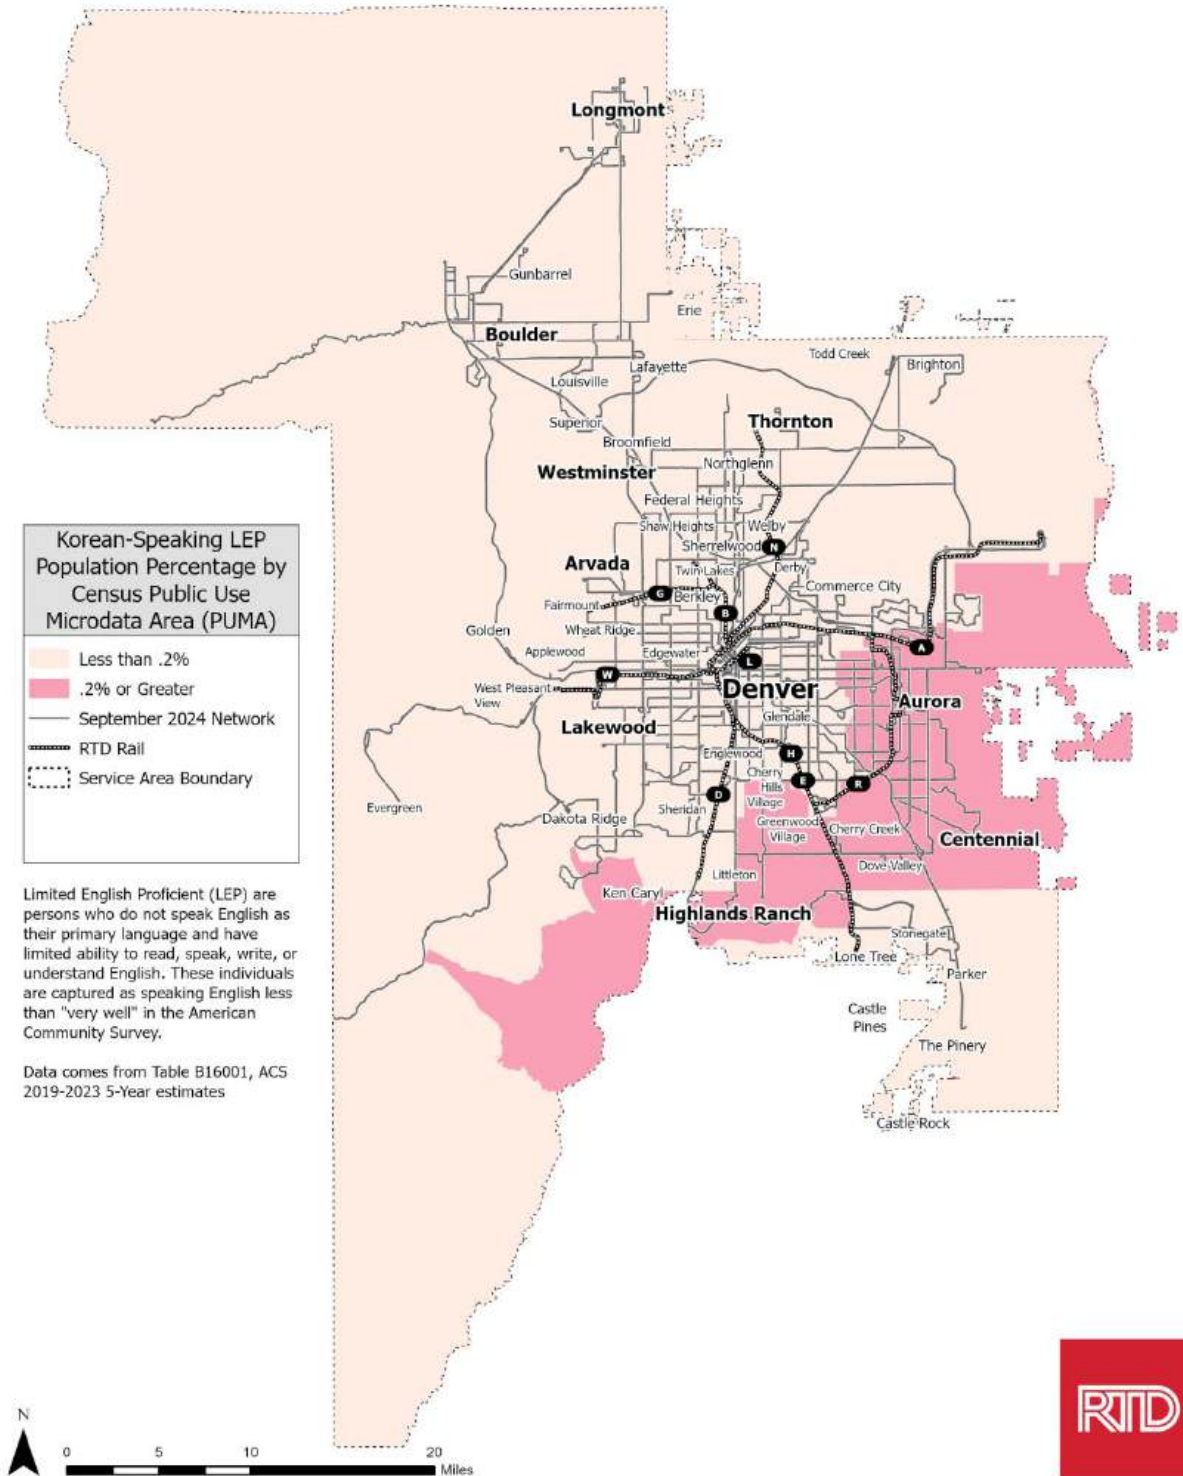 Longmont
Gunbarrel
Erie
Boulder
Todd Creek
Brighton
Lafayette
Louisville
Superior
Thornton
Broomfield
Northglenn
Westminster
Federal Heights
Shaw Heights
Welby
Sherrelwood
N
Arvada
Twin Lakes
Derby
Commerce City
G
Berkley
Fairmount
B
Golden
Wheat Ridge
Applewood
Edgewater
A
L
W
West Pleasant
View
Denver
Aurora
Lakewood
Glendale
Englewood
H
Cherry
Hills
Village
E
R
D
Evergreen
Sheridan
Dakota Ridge
Greenwood
Village
Cherry Creek
Centennial
Littleton
Dove Valley
Ken Caryl
Highlands Ranch
Stonegate
Lone Tree
Parker
Castle
Pines
The Pinery
Castle Rock
Korean-Speaking LEP
Population Percentage by
Census Public Use
Microdata Area (PUMA)
Less than .2%
.2% or Greater
September 2024 Network
RTD Rail
Service Area Boundary
Limited English Proficient (LEP) are
persons who do not speak English as
their primary language and have
limited ability to read, speak, write, or
understand English. These individuals
are captured as speaking English less
than "very well" in the American
Community Survey.
Data comes from Table B16001, ACS
2019-2023 5-Year estimates
N
0 5 10 20
Miles
RTD